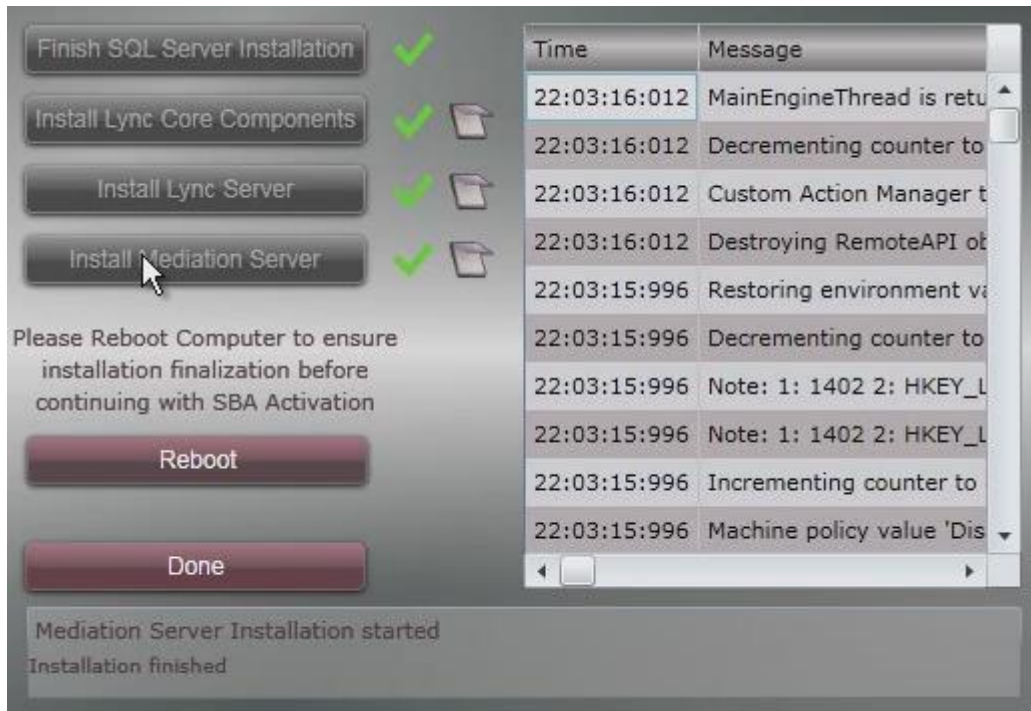 Finish SQL Server Installation
Install Lync Core Components
Install Lync Server
Install Mediation Server
Please Reboot Computer to ensure
installation finalization before
continuing with SBA Activation
Reboot
Done
Time Message
22:03:16:012 MainEngineThread is retu
22:03:16:012 Decrementing counter to
22:03:16:012 Custom Action Manager t
22:03:16:012 Destroying RemoteAPI ob
22:03:15:996 Restoring environment va
22:03:15:996 Decrementing counter to
22:03:15:996 Note: 1: 1402 2: HKEY_L
22:03:15:996 Note: 1: 1402 2: HKEY_L
22:03:15:996 Incrementing counter to
22:03:15:996 Machine policy value 'Dis
Mediation Server Installation started
Installation finished